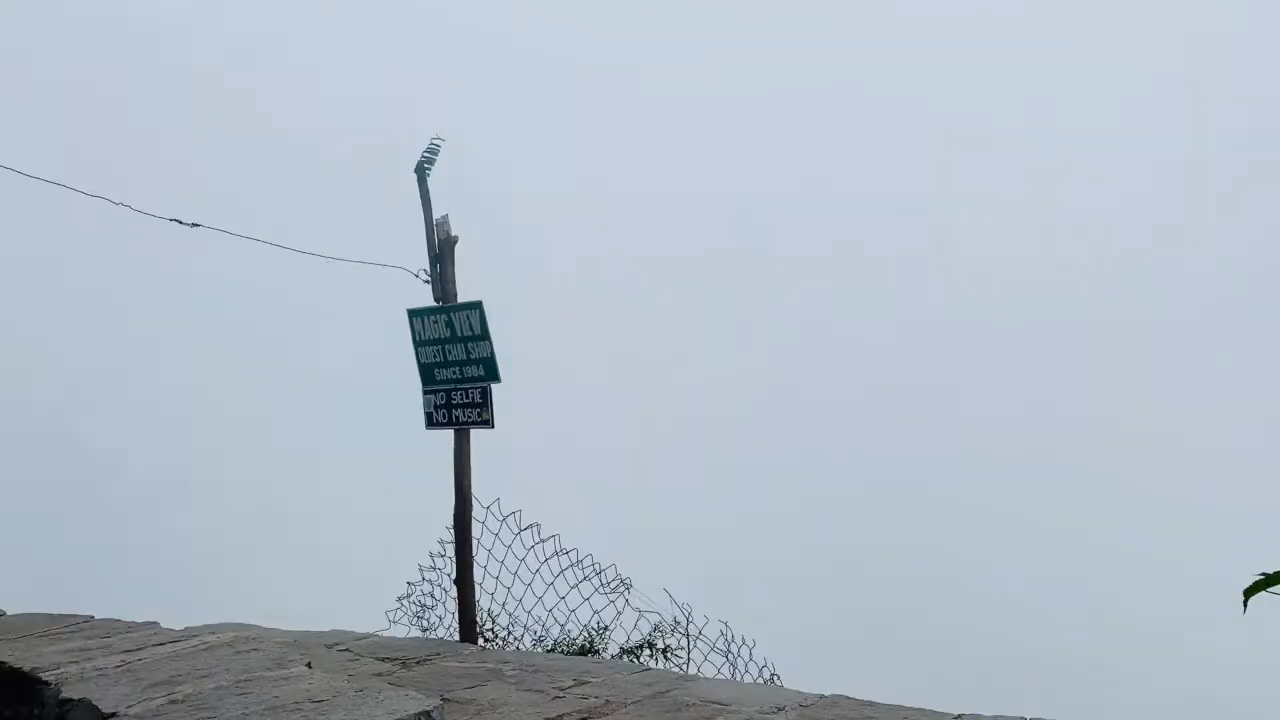 MAGIC VIEW
OLDEST CHAI SHOP
SINCE 1984
NO SELFIE
NO MUSIC